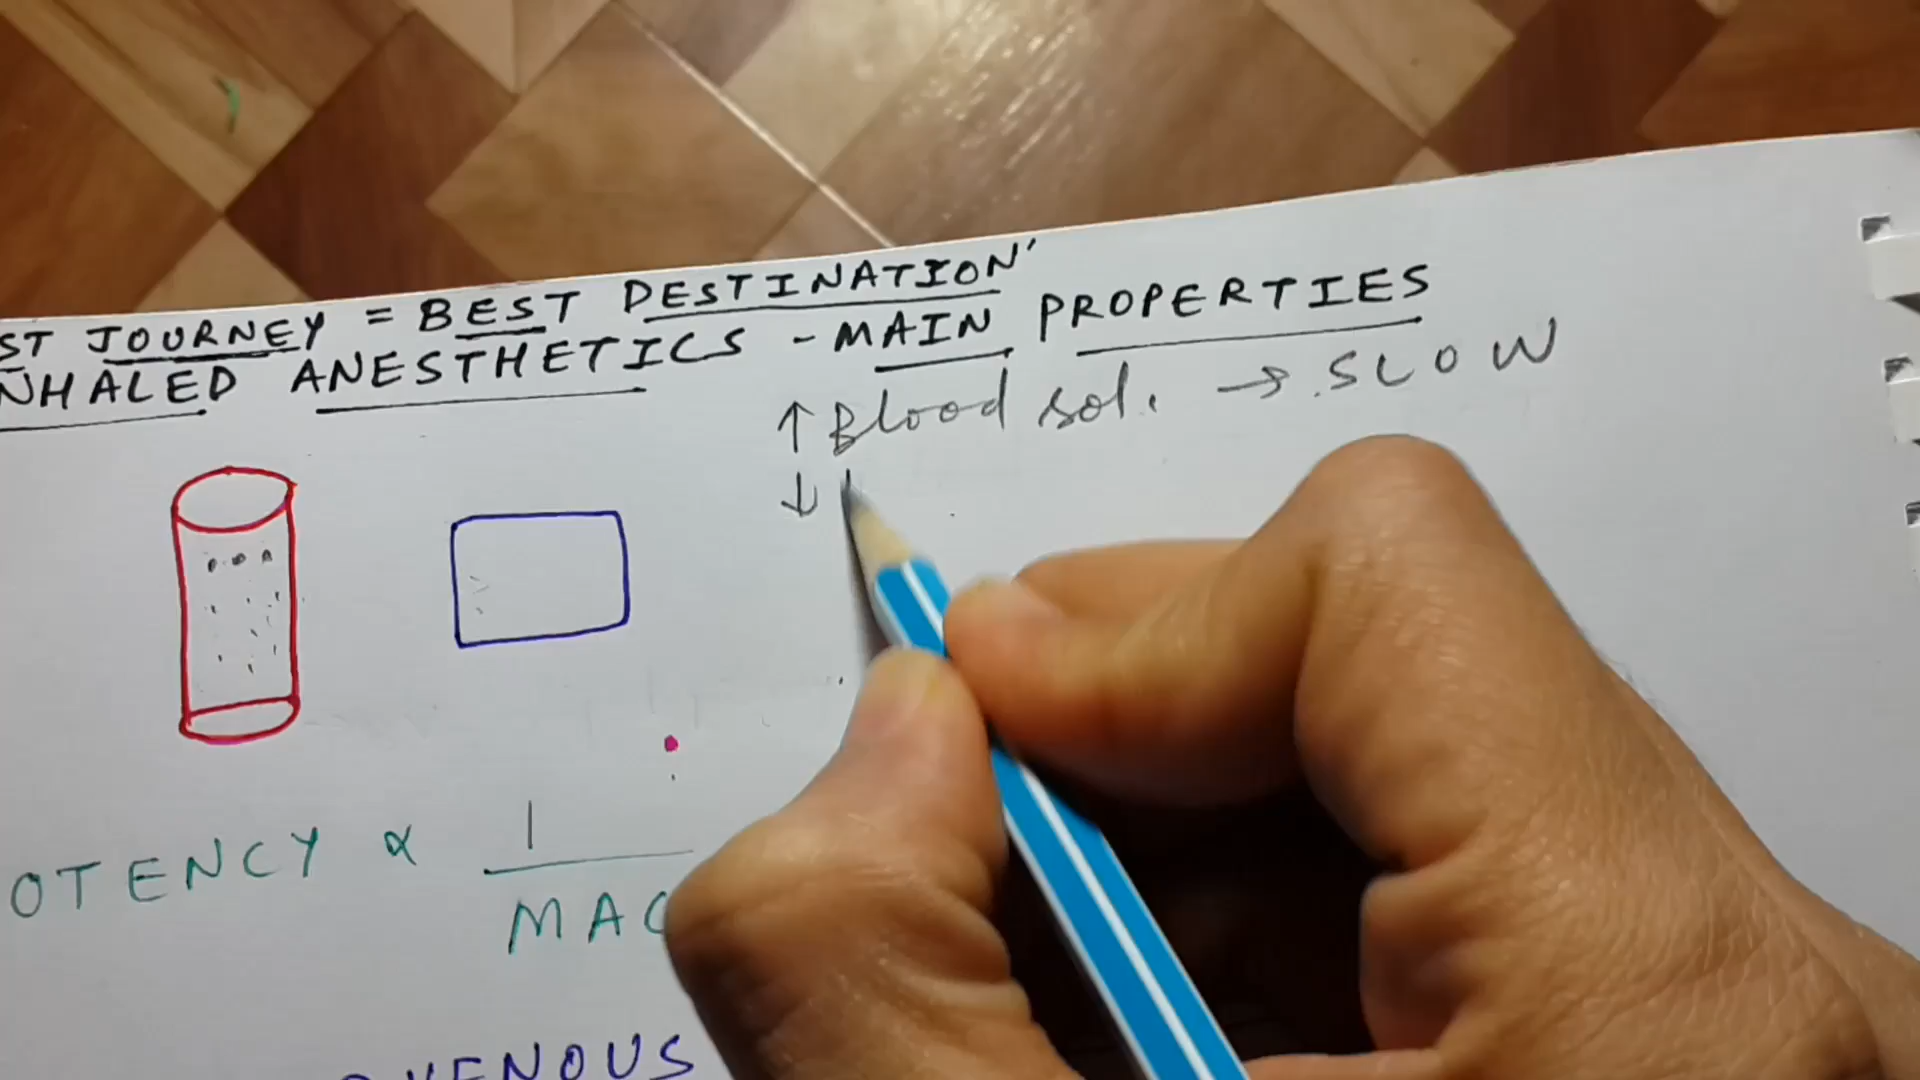 ST JOURNEY = BEST DESTINATION'
NHALED ANESTHETICS - MAIN PROPERTIES
↑ Blood sol. → SLOW
↓
OTENCY ∝ 1
MAC
VENOUS